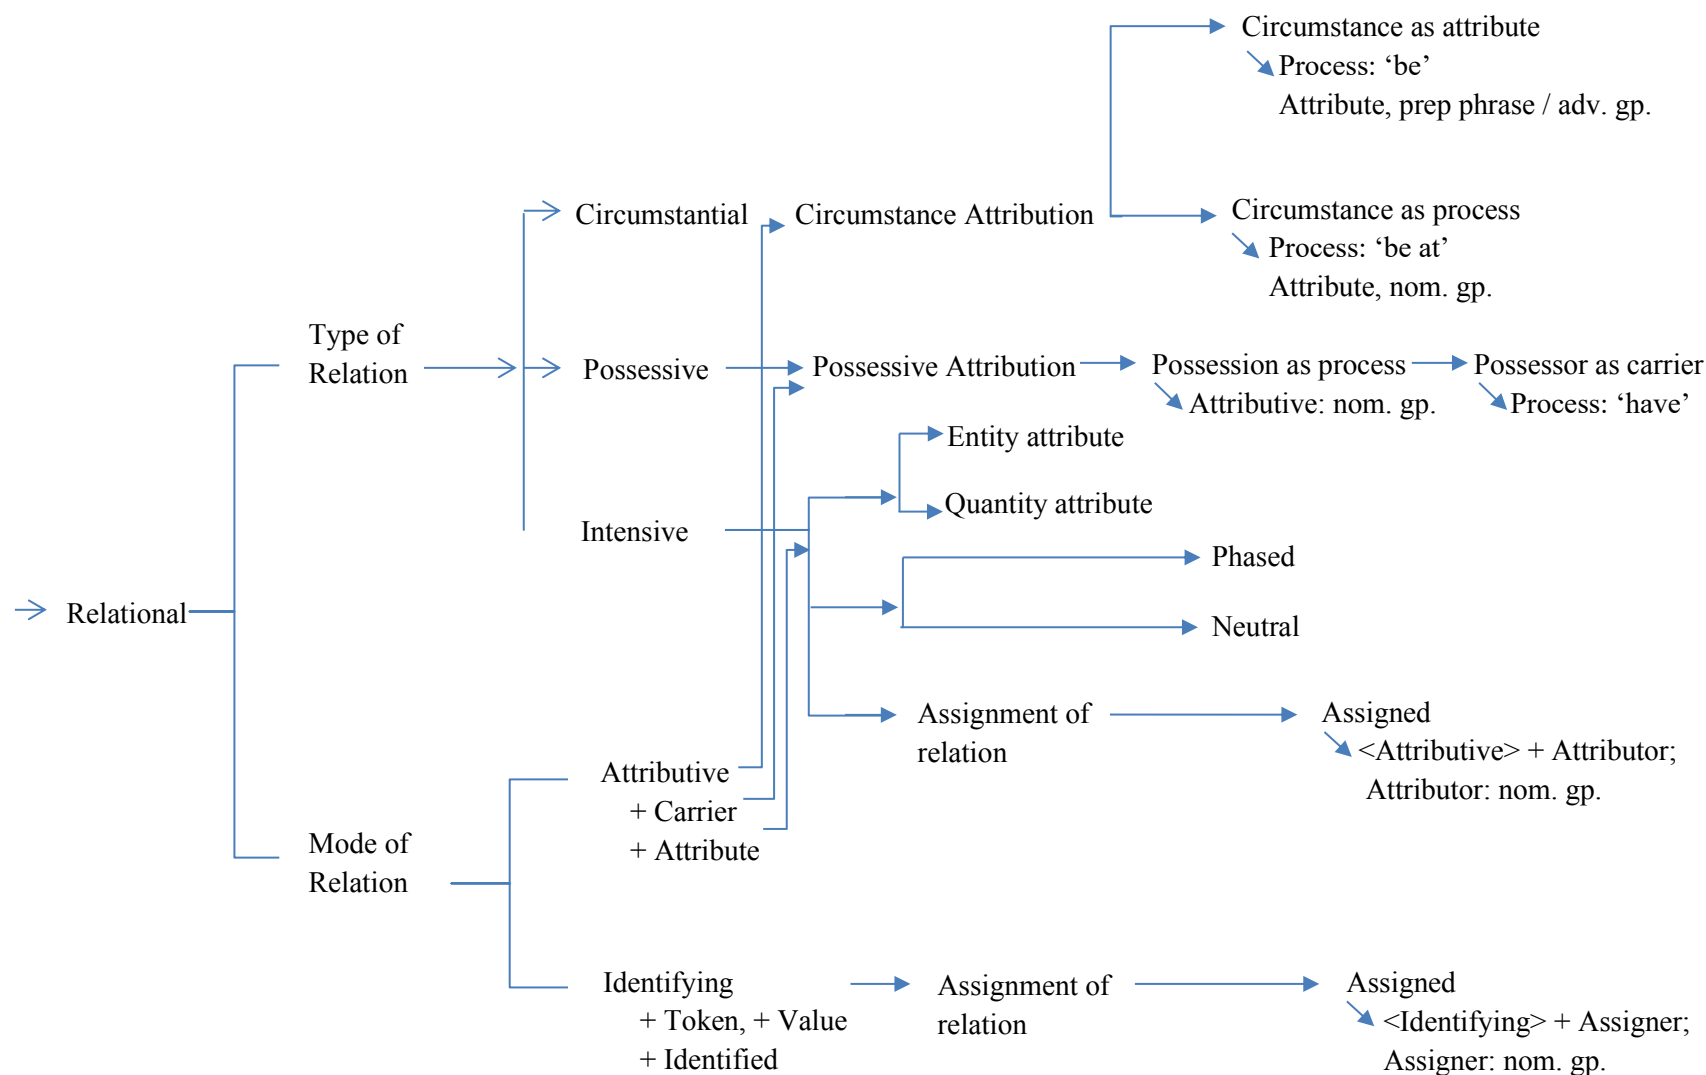 Circumstance as attribute
Process: ‘be’
Attribute, prep phrase / adv. gp.
Circumstantial
Circumstance Attribution
Circumstance as process
Process: ‘be at’
Attribute, nom. gp.
Type of
Relation
Possessive
Possessive Attribution
Possession as process
Attributive: nom. gp.
Possessor as carrier
Process: ‘have’
Entity attribute
Quantity attribute
Intensive
Phased
Neutral
Relational
Assignment of
relation
Assigned
<Attributive> + Attributor;
Attributor: nom. gp.
Attributive
+ Carrier
+ Attribute
Mode of
Relation
Identifying
+ Token, + Value
+ Identified
Assignment of
relation
Assigned
<Identifying> + Assigner;
Assigner: nom. gp.